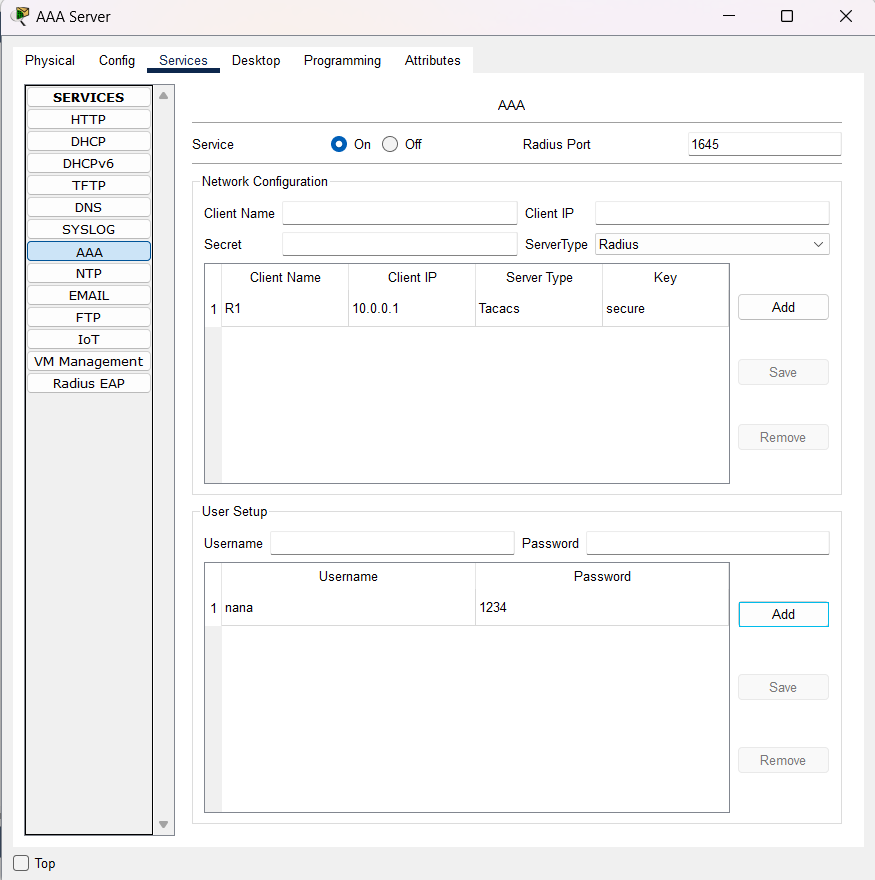 AAA Server
Physical Config Services Desktop Programming Attributes
SERVICES
HTTP
DHCP
DHCPv6
TFTP
DNS
SYSLOG
AAA
NTP
EMAIL
FTP
IoT
VM Management
Radius EAP
AAA
Service On Off Radius Port 1645
Network Configuration
Client Name Client IP
Secret ServerType Radius
Client Name Client IP Server Type Key
1 R1 10.0.0.1 Tacacs secure
Add
Save
Remove
User Setup
Username Password
Username Password
1 nana 1234
Add
Save
Remove
Top